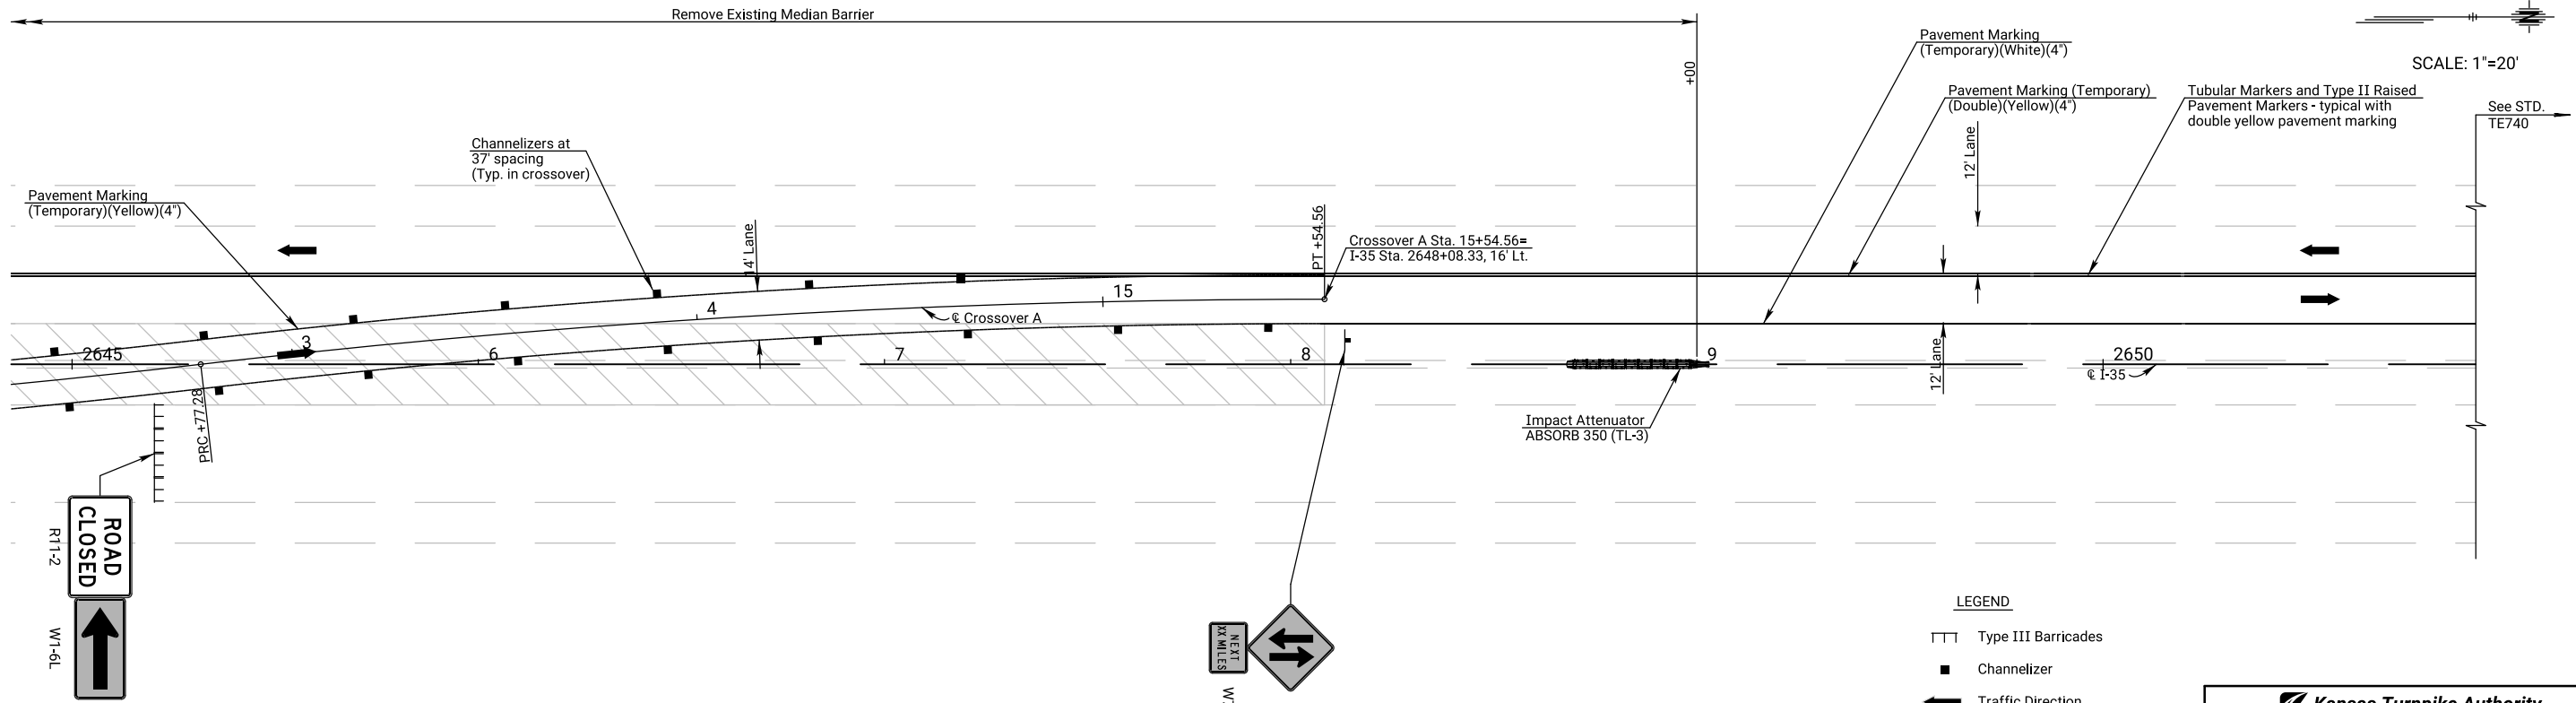 Remove Existing Median Barrier
+00
Pavement Marking
(Temporary)(White)(4")
N
SCALE: 1"=20'
Pavement Marking (Temporary)
(Double)(Yellow)(4")
Tubular Markers and Type II Raised
Pavement Markers - typical with
double yellow pavement marking
See STD.
TE740
12' Lane
Channelizers at
37' spacing
(Typ. in crossover)
Pavement Marking
(Temporary)(Yellow)(4")
14' Lane
PT +54.56
Crossover A Sta. 15+54.56=
I-35 Sta. 2648+08.33, 16' Lt.
15
4
℄ Crossover A
3
2645
6
7
8
9
2650
℄ I-35
12' Lane
PRC +77.28
Impact Attenuator
ABSORB 350 (TL-3)
ROAD
CLOSED
R11-2
W1-6L
NEXT
XX MILES
LEGEND
Type III Barricades
Channelizer
Traffic Direction
Kansas Turnpike Authority